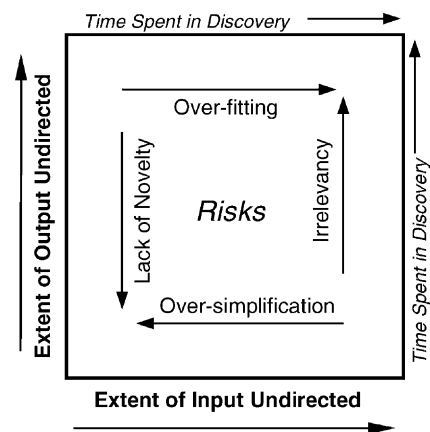 Time Spent in Discovery
Over-fitting
Extent of Output Undirected
Lack of Novelty
Risks
Irrelevancy
Time Spent in Discovery
Over-simplification
Extent of Input Undirected